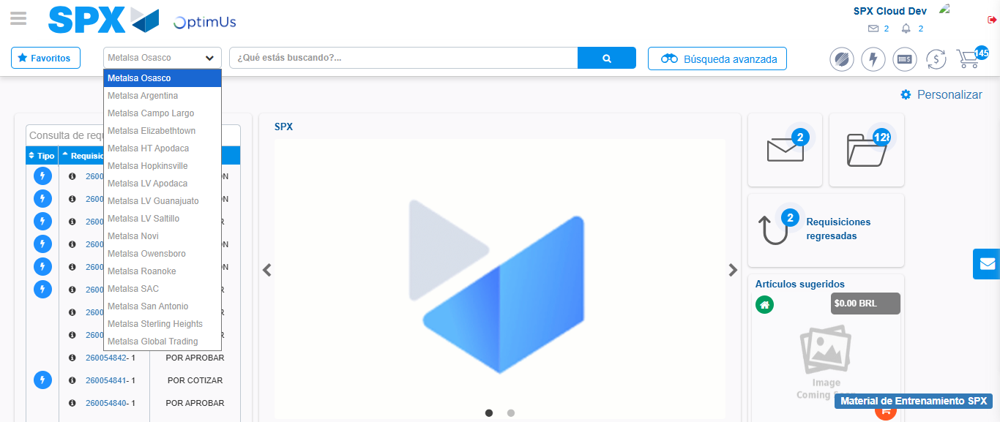 SPX
OptimUs
SPX Cloud Dev
2
2
Favoritos
Metalsa Osasco
¿Qué estás buscando?...
Búsqueda avanzada
$
145
Personalizar
Metalsa Osasco
Metalsa Argentina
Metalsa Campo Largo
Metalsa Elizabethtown
Metalsa HT Apodaca
Metalsa Hopkinsville
Metalsa LV Apodaca
Metalsa LV Guanajuato
Metalsa LV Saltillo
Metalsa Novi
Metalsa Owensboro
Metalsa Roanoke
Metalsa SAC
Metalsa San Antonio
Metalsa Sterling Heights
Metalsa Global Trading
Consulta de
Tipo
260054842- 1 POR APROBAR
260054841- 1 POR COTIZAR
260054840- 1 POR APROBAR
SPX
2
128
2
Requisiciones
regresadas
Artículos sugeridos
$0.00 BRL
Image
Coming
Material de Entrenamiento SPX